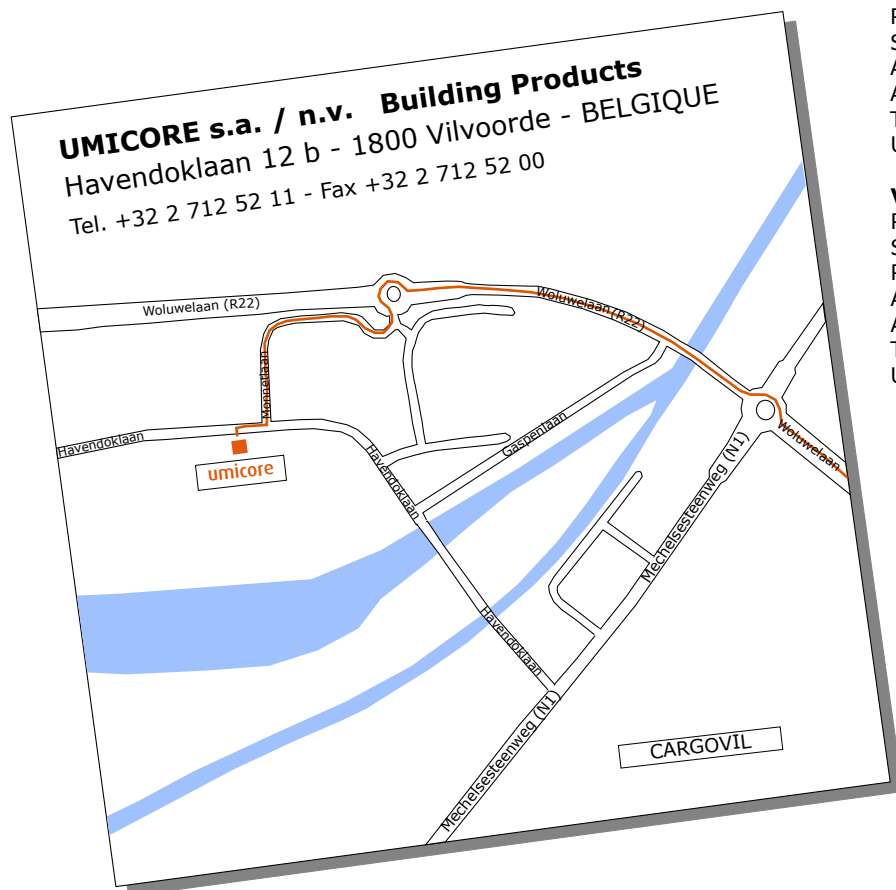 UMICORE s.a. / n.v. Building Products
Havendoklaan 12 b - 1800 Vilvoorde - BELGIQUE
Tel. +32 2 712 52 11 - Fax +32 2 712 52 00
Woluwelaan (R22)
Woluwelaan (R22)
Monnetlaan
Havendoklaan
umicore
Havendoklaan
Gaspenlaan
Woluwelaan
Mechelsesteenweg (N1)
Havendoklaan
Mechelsesteenweg (N1)
CARGOVIL